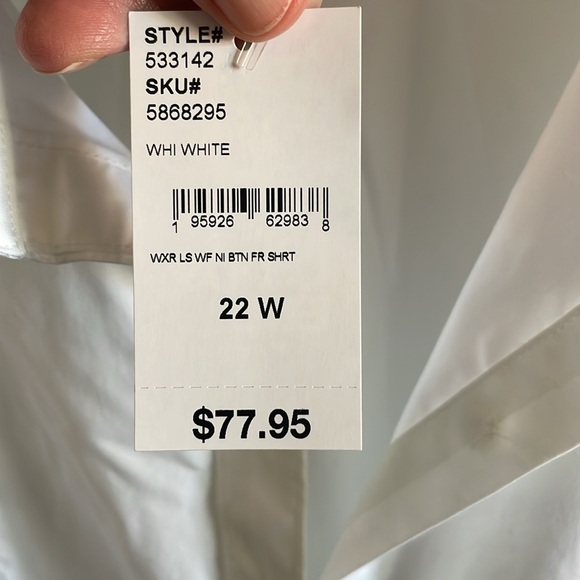 STYLE#
533142
SKU#
5868295
WHI WHITE
1 95926 62983 8
WXR LS WF NI BTN FR SHRT
22 W
$77.95